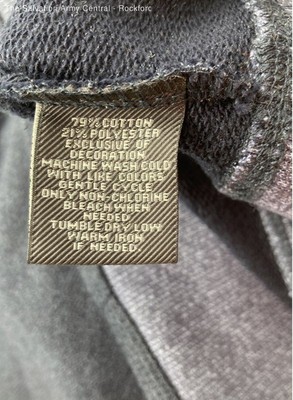 The Salvation Army Central - Rockford
79% COTTON
21% POLYESTER
EXCLUSIVE OF
DECORATION
MACHINE WASH COLD
WITH LIKE COLORS
GENTLE CYCLE
ONLY NON-CHLORINE
BLEACH WHEN
NEEDED
TUMBLE DRY LOW
WARM IRON
IF NEEDED.